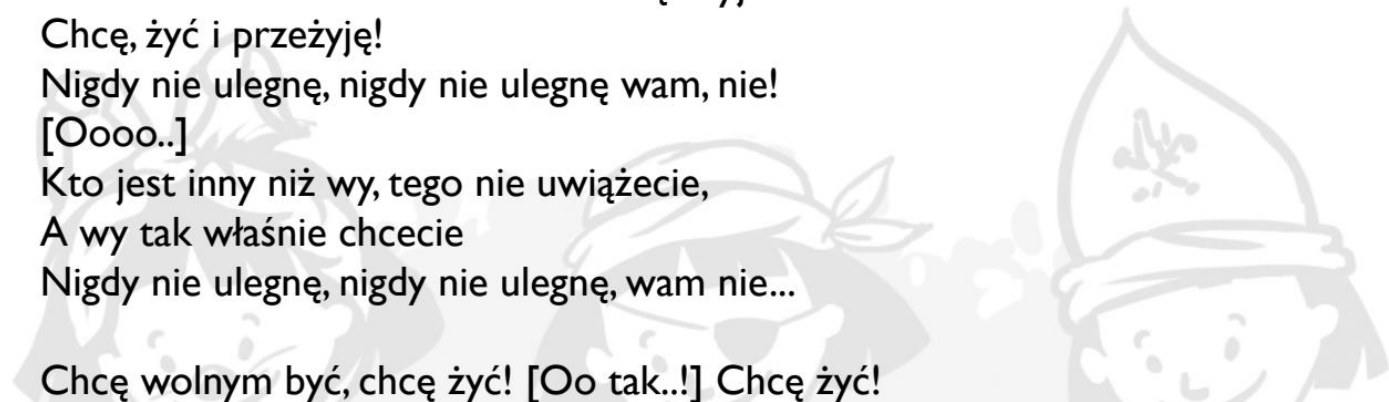 Chcę, żyć i przeżyję!
Nigdy nie ulegnę, nigdy nie ulegnę wam, nie!
[Oooo..]
Kto jest inny niż wy, tego nie uwiążecie,
A wy tak właśnie chcecie
Nigdy nie ulegnę, nigdy nie ulegnę, wam nie...
Chcę wolnym być, chcę żyć! [Oo tak..!] Chcę żyć!